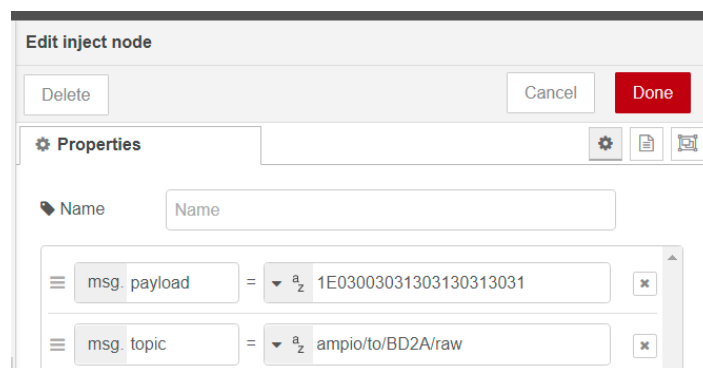 Edit inject node
Delete Cancel Done
Properties
Name Name
msg. payload = az 1E03003031303130313031
msg. topic = az ampio/to/BD2A/raw